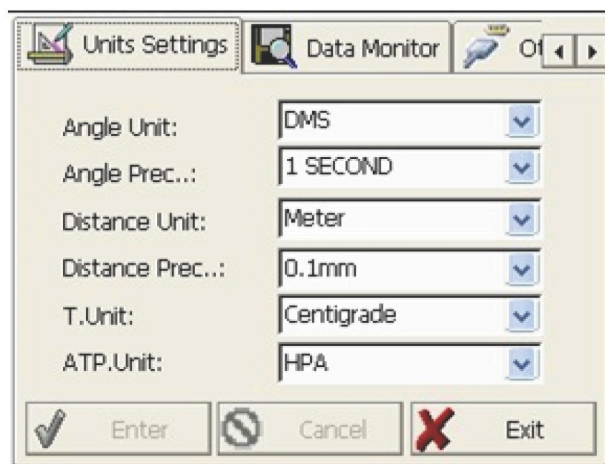 Units Settings Data Monitor
Angle Unit: DMS
Angle Prec..: 1 SECOND
Distance Unit: Meter
Distance Prec..: 0.1mm
T.Unit: Centigrade
ATP.Unit: HPA
Enter Cancel Exit